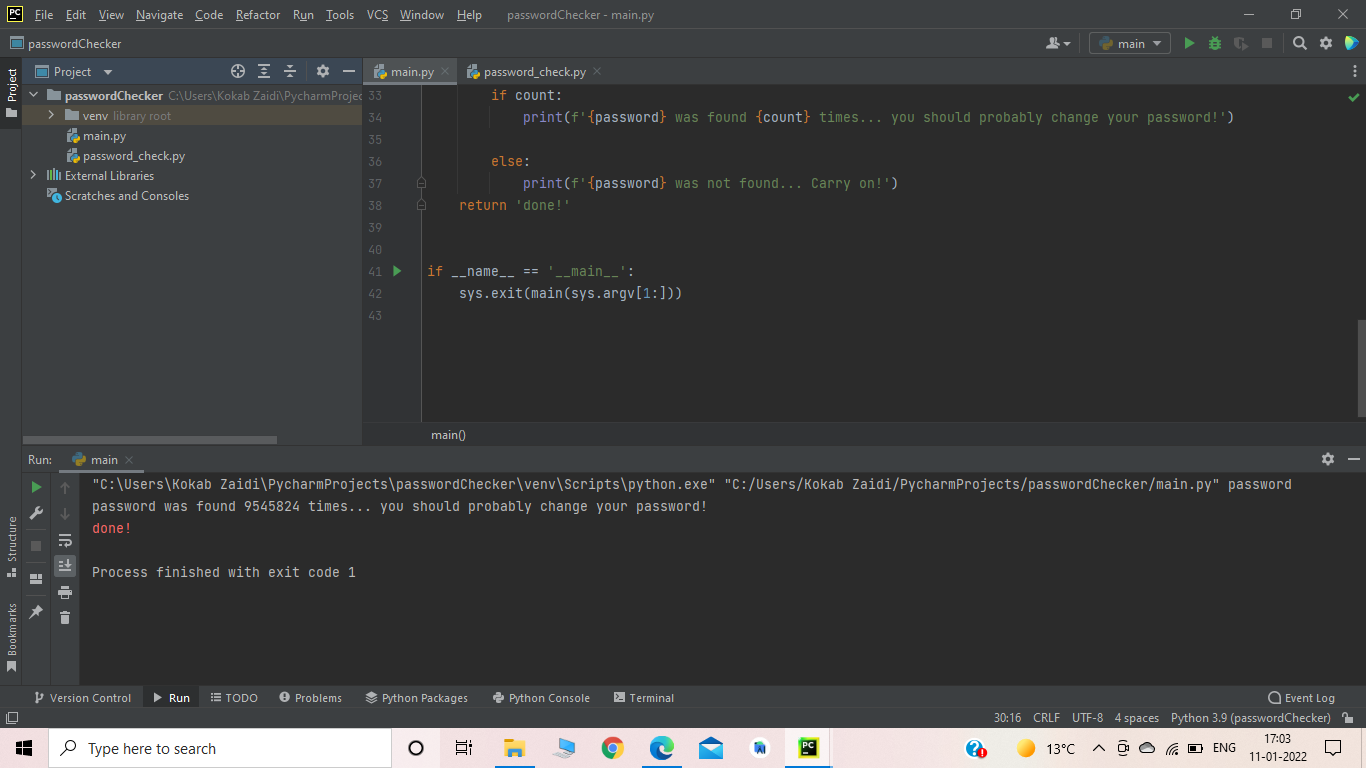 PC File Edit View Navigate Code Refactor Run Tools VCS Window Help passwordChecker - main.py
passwordChecker main
Project
Project main.py password_check.py
passwordChecker C:\Users\Kokab Zaidi\PycharmProjec
venv library root
main.py
password_check.py
External Libraries
Scratches and Consoles
33 if count:
34 print(f'{password} was found {count} times... you should probably change your password!')
35
36 else:
37 print(f'{password} was not found... Carry on!')
38 return 'done!'
39
40
41 if __name__ == '__main__':
42 sys.exit(main(sys.argv[1:]))
43
main()
Run: main
"C:\Users\Kokab Zaidi\PycharmProjects\passwordChecker\venv\Scripts\python.exe" "C:/Users/Kokab Zaidi/PycharmProjects/passwordChecker/main.py" password
password was found 9545824 times... you should probably change your password!
done!
Process finished with exit code 1
Structure
Bookmarks
Version Control Run TODO Problems Python Packages Python Console Terminal Event Log
30:16 CRLF UTF-8 4 spaces Python 3.9 (passwordChecker)
Type here to search PC 13°C ENG 17:03
11-01-2022